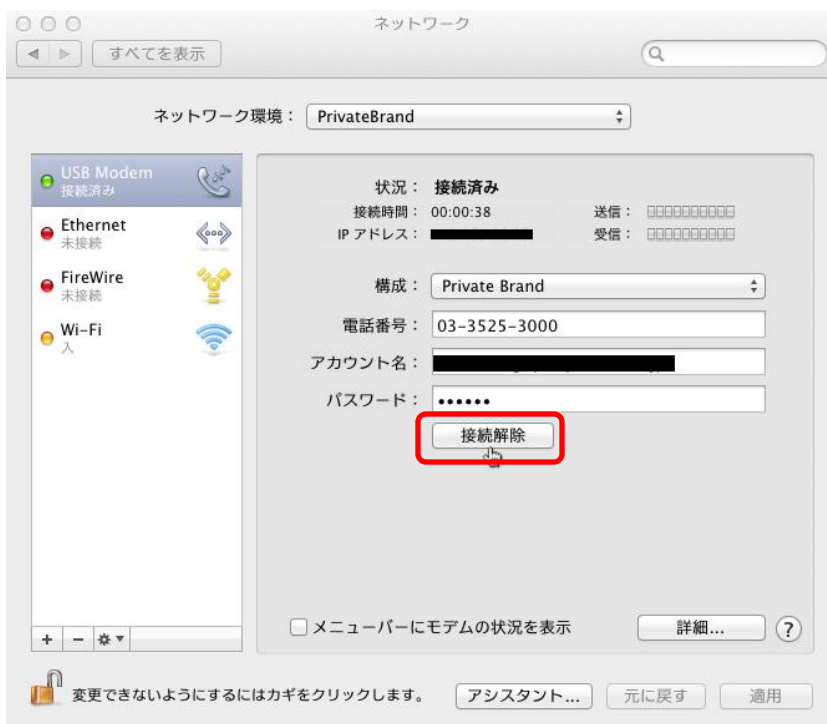 ネットワーク
すべてを表示
ネットワーク環境： PrivateBrand
USB Modem
接続済み
Ethernet
未接続
FireWire
未接続
Wi-Fi
入
状況： 接続済み
接続時間： 00:00:38 送信：
IP アドレス： 受信：
構成： Private Brand
電話番号： 03-3525-3000
アカウント名：
パスワード： ••••••
接続解除
メニューバーにモデムの状況を表示 詳細... ?
+ −
変更できないようにするにはカギをクリックします。 アシスタント... 元に戻す 適用